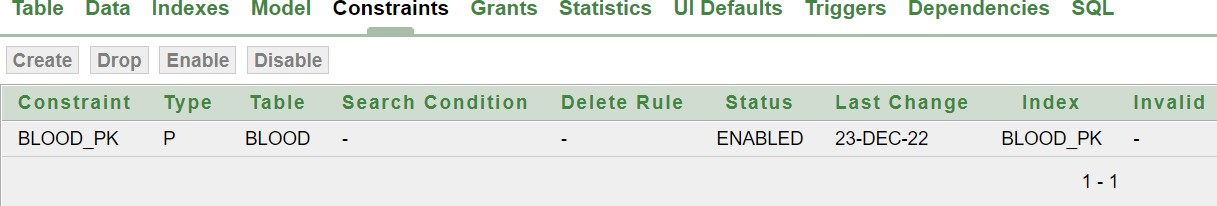 Table Data Indexes Model Constraints Grants Statistics UI Defaults Triggers Dependencies SQL
Create Drop Enable Disable
Constraint Type Table Search Condition Delete Rule Status Last Change Index Invalid
BLOOD_PK P BLOOD - - ENABLED 23-DEC-22 BLOOD_PK -
1 - 1